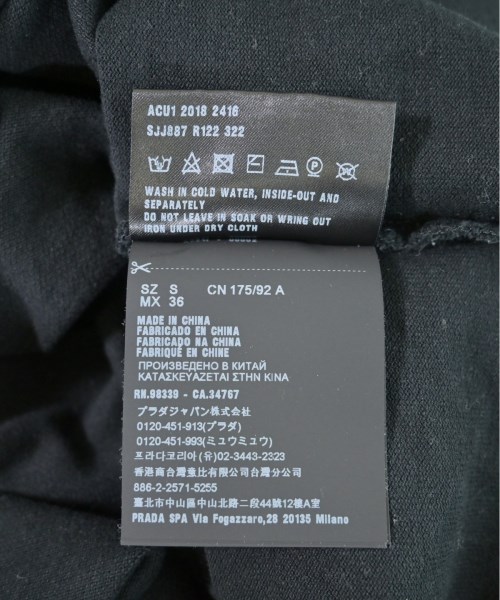 ACU1 2018 2416
SJJ887 R122 322
WASH IN COLD WATER, INSIDE-OUT AND
SEPARATELY
DO NOT LEAVE IN SOAK OR WRING OUT
IRON UNDER DRY CLOTH
SZ S CN 175/92 A
MX 36
MADE IN CHINA
FABRICADO EN CHINA
FABRICADO NA CHINA
FABRIQUÉ EN CHINE
ПРОИЗВЕДЕНО В КИТАЙ
ΚΑΤΑΣΚΕΥΑΖΕΤΑΙ ΣΤΗΝ ΚΙΝΑ
RN.98339 - CA.34767
プラダジャパン株式会社
0120-451-913(プラダ)
0120-451-993(ミュウミュウ)
프라다코리아(유) 02-3443-2323
香港商台灣普比有限公司台灣分公司
886-2-2571-5255
臺北市中山區中山北路二段44號12樓A室
PRADA SPA Via Fogazzaro,28 20135 Milano